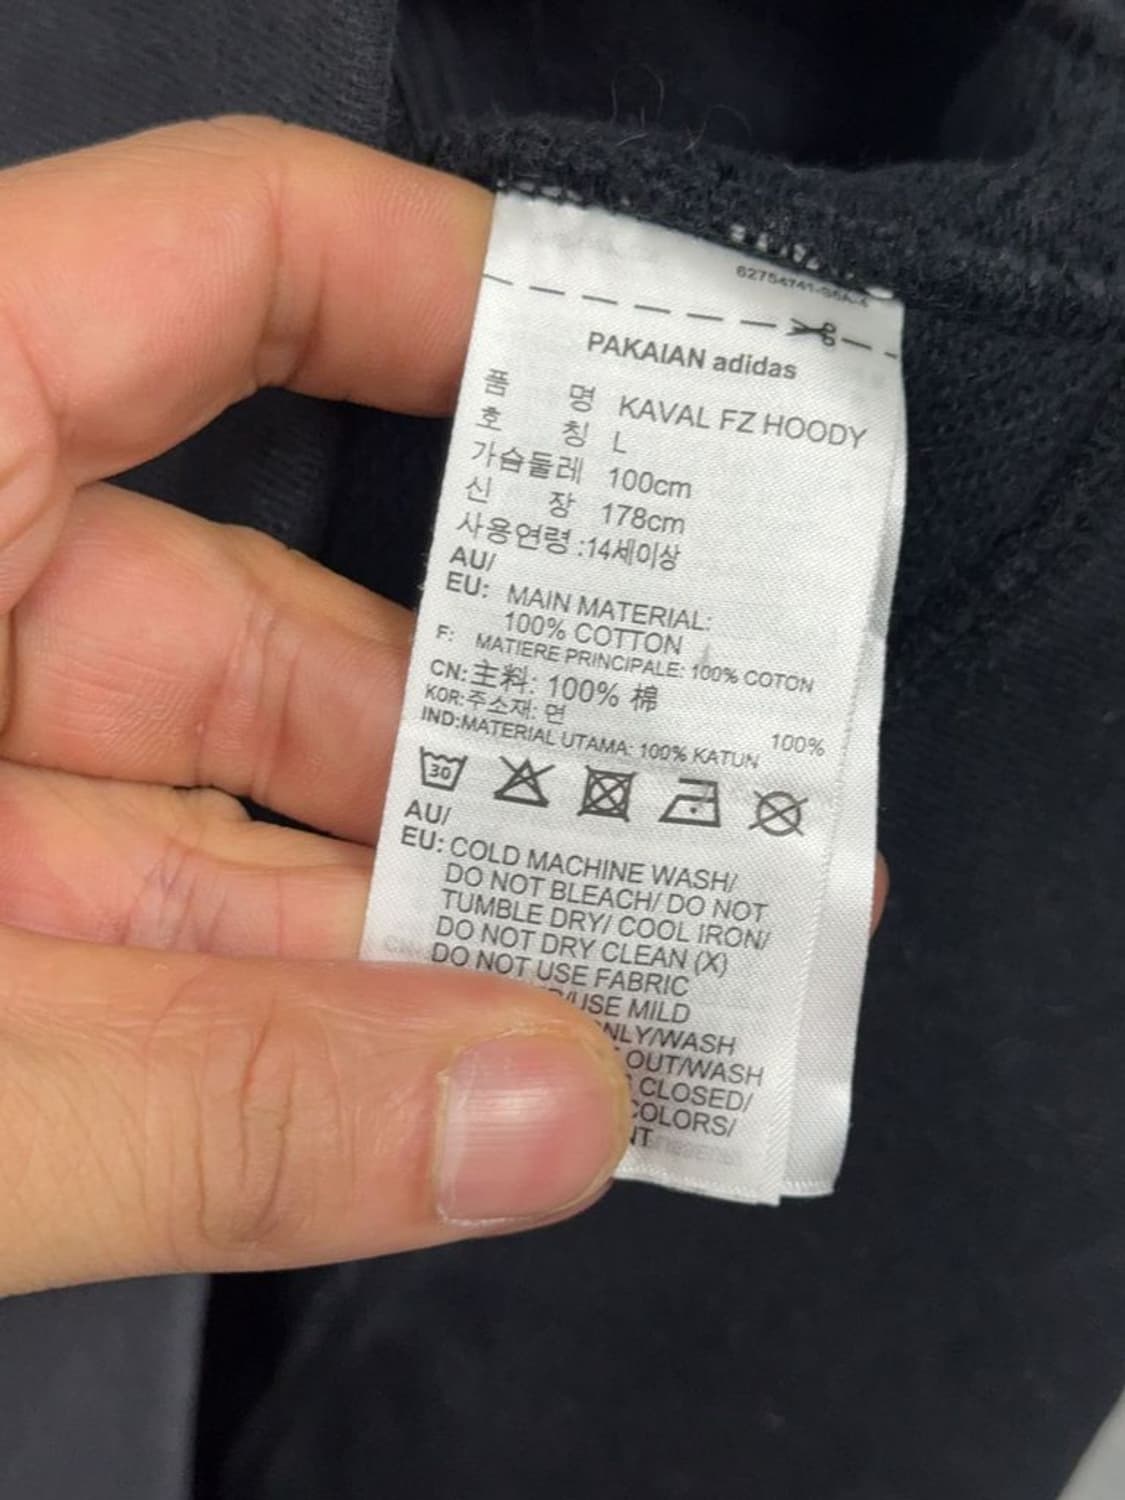 PAKAIAN adidas
품 명 KAVAL FZ HOODY
호 칭 L
가슴둘레 100cm
신 장 178cm
사용연령 :14세이상
AU/
EU: MAIN MATERIAL:
100% COTTON
F: MATIERE PRINCIPALE: 100% COTON
CN: 主料: 100% 棉
KOR: 주소재: 면 100%
IND:MATERIAL UTAMA: 100% KATUN
30
AU/
EU: COLD MACHINE WASH/
DO NOT BLEACH/ DO NOT
TUMBLE DRY/ COOL IRON/
DO NOT DRY CLEAN (X)
DO NOT USE FABRIC
/USE MILD
/WASH
OUT/WASH
CLOSED/
COLORS/